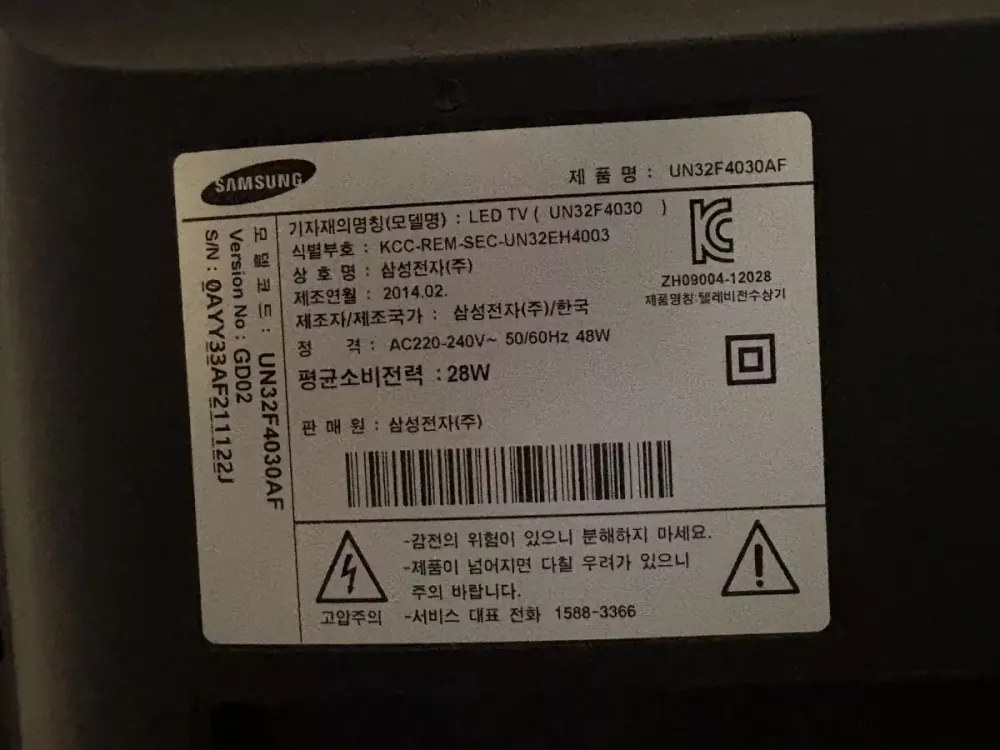 SAMSUNG
제 품 명 : UN32F4030AF
기자재의명칭(모델명) : LED TV ( UN32F4030 )
식별부호 : KCC-REM-SEC-UN32EH4003
상 호 명 : 삼성전자(주)
제조연월 : 2014.02.
제조자/제조국가 : 삼성전자(주)/한국
정 격 : AC220-240V~ 50/60Hz 48W
평균소비전력 : 28W
판 매 원 : 삼성전자(주)
ZH09004-12028
제품명칭:텔레비전수상기
모 델 코 드 : UN32F4030AF
Version No : GD02
S/N : 0AYY33AF211122J
고압주의
-감전의 위험이 있으니 분해하지 마세요.
-제품이 넘어지면 다칠 우려가 있으니
주의 바랍니다.
-서비스 대표 전화 1588-3366